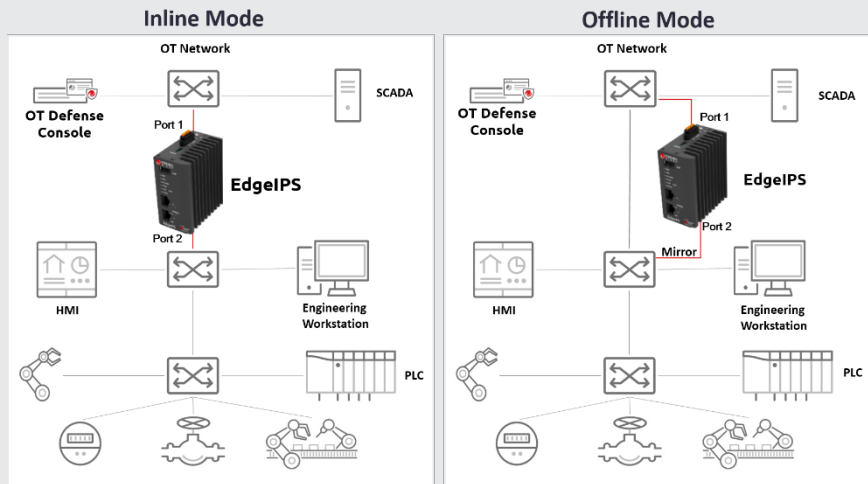 Inline Mode
OT Network
SCADA
OT Defense
Console
Port 1
EdgeIPS
Port 2
HMI
Engineering
Workstation
PLC
Offline Mode
OT Network
SCADA
OT Defense
Console
Port 1
EdgeIPS
Port 2
Mirror
HMI
Engineering
Workstation
PLC